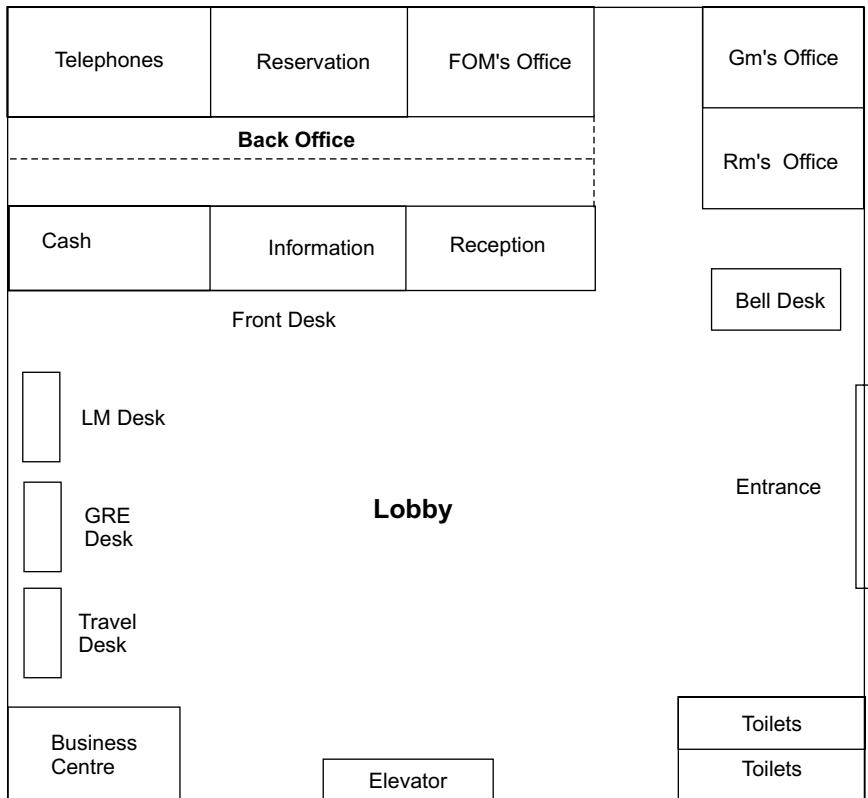 Telephones
Reservation
FOM's Office
Gm's Office
Back Office
Rm's Office
Cash
Information
Reception
Bell Desk
Front Desk
LM Desk
Entrance
Lobby
GRE
Desk
Travel
Desk
Toilets
Business
Centre
Toilets
Elevator